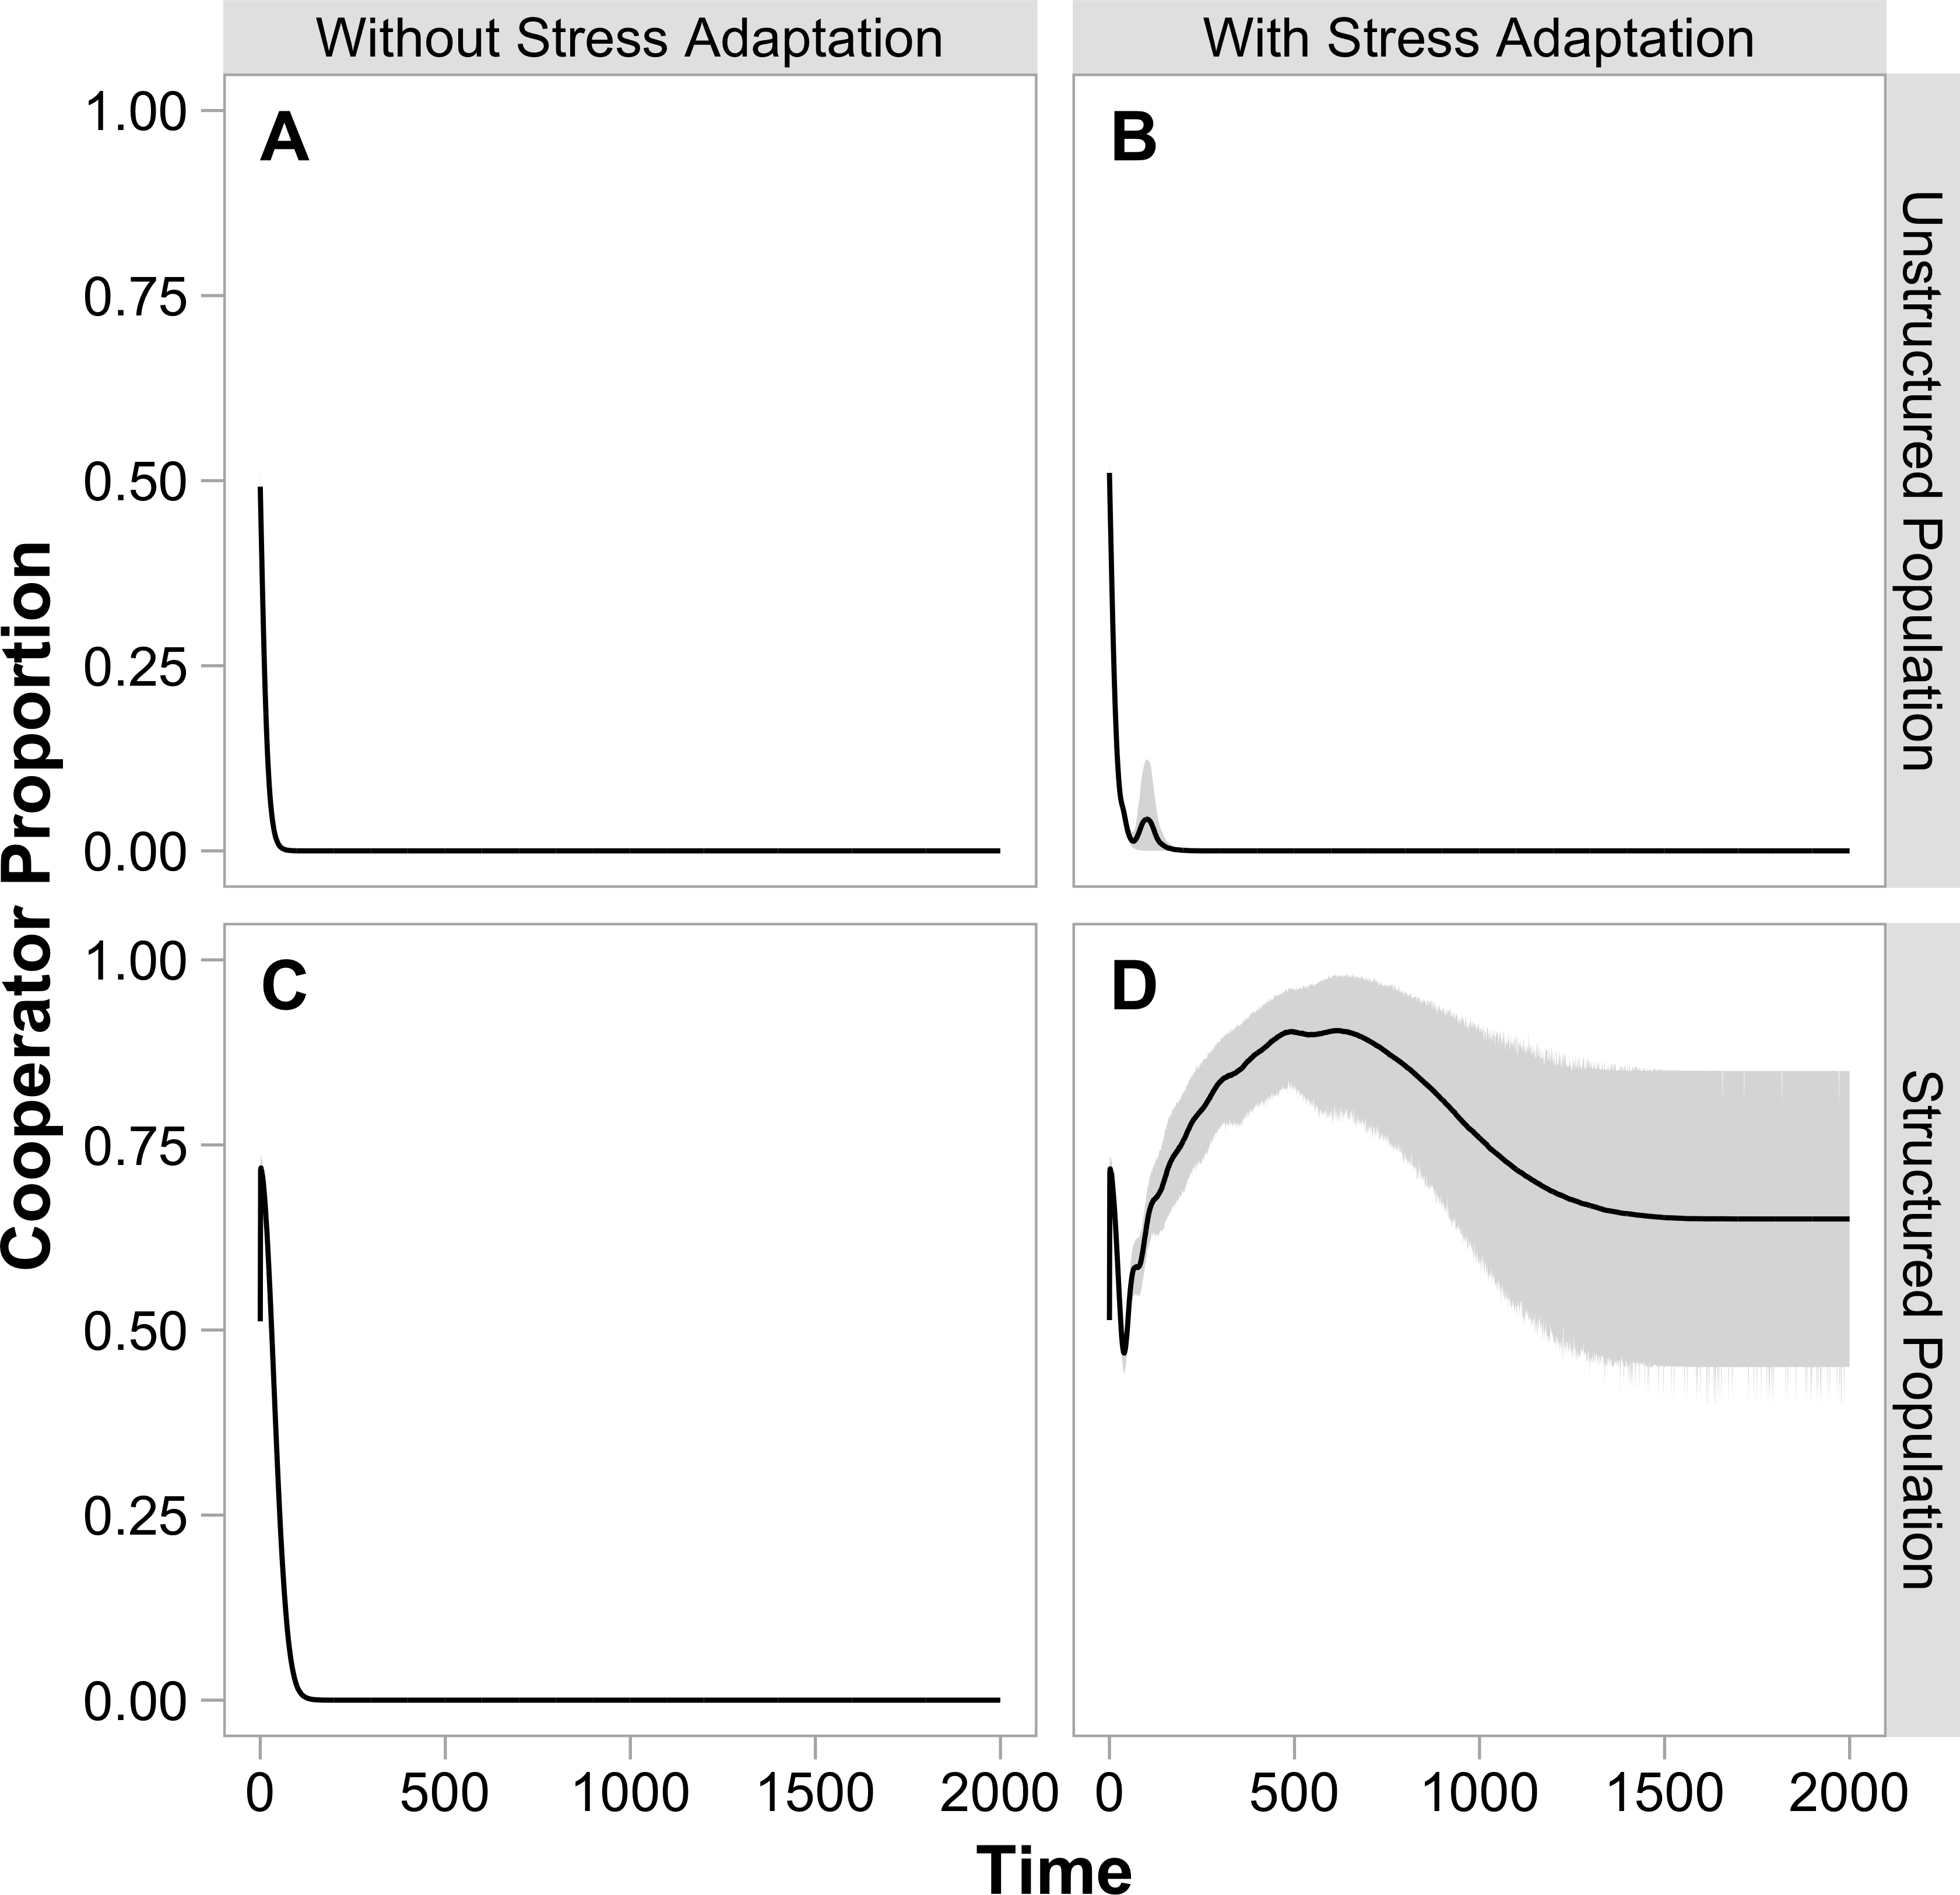 Without Stress Adaptation
With Stress Adaptation
Cooperator Proportion
1.00
0.75
0.50
0.25
0.00
A
B
Unstructured Population
1.00
0.75
0.50
0.25
0.00
C
D
Structured Population
0 500 1000 1500 2000
0 500 1000 1500 2000
Time